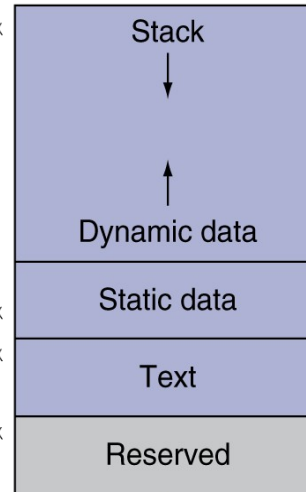 Stack
Dynamic data
Static data
Text
Reserved